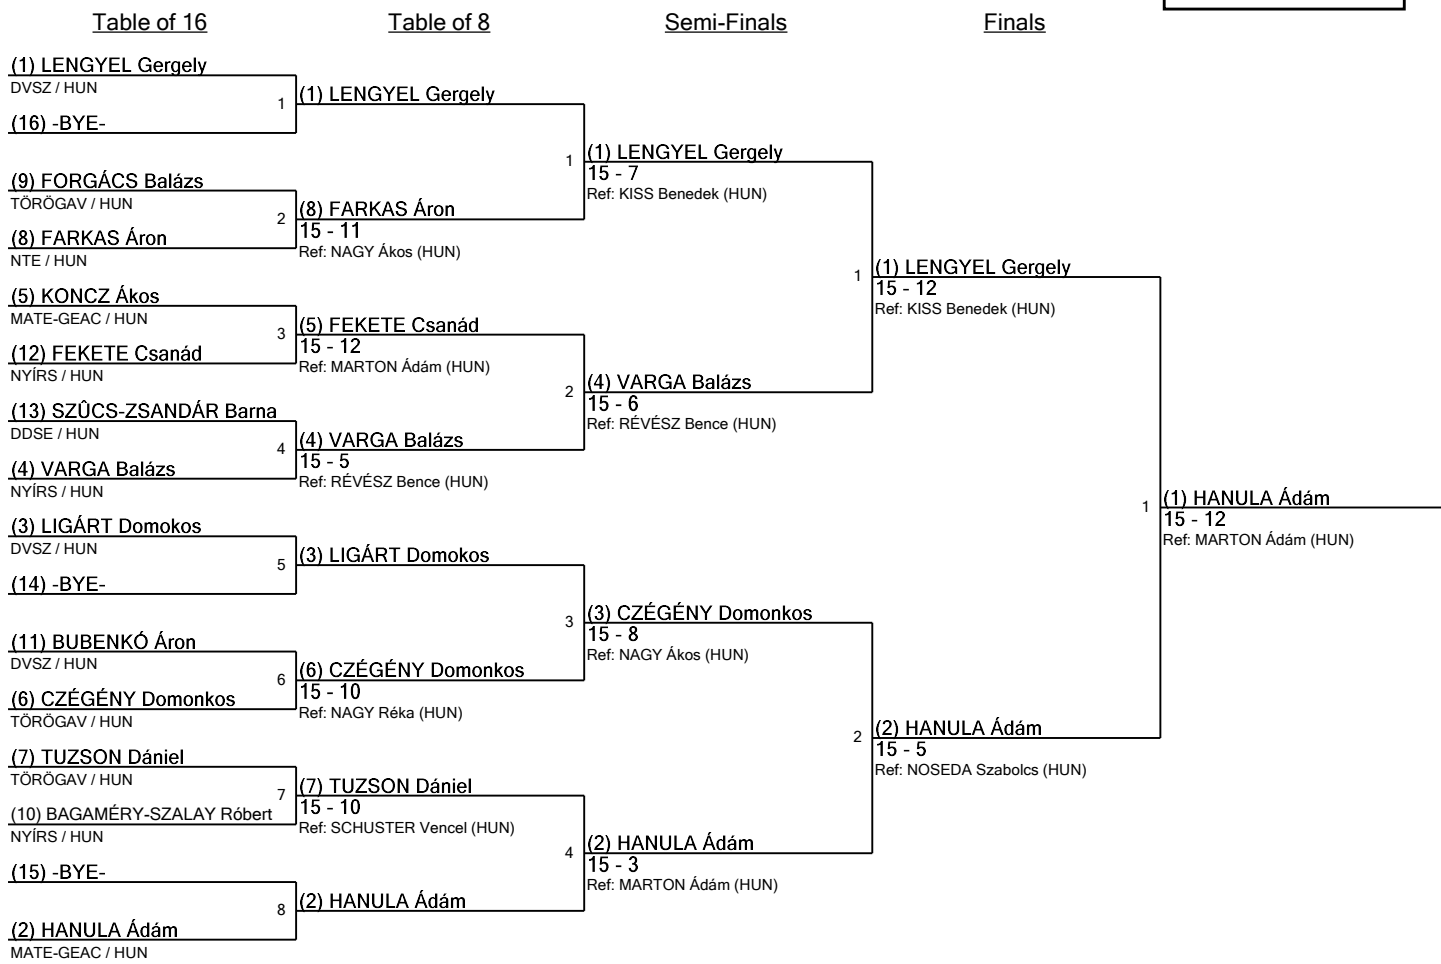 Table of 16
Table of 8
Semi-Finals
Finals
(1) LENGYEL Gergely
DVSZ / HUN
(16) -BYE-
(9) FORGÁCS Balázs
TÖRÖGAV / HUN
(8) FARKAS Áron
NTE / HUN
(5) KONCZ Ákos
MATE-GEAC / HUN
(12) FEKETE Csanád
NYÍRS / HUN
(13) SZÛCS-ZSANDÁR Barna
DDSE / HUN
(4) VARGA Balázs
NYÍRS / HUN
(3) LIGÁRT Domokos
DVSZ / HUN
(14) -BYE-
(11) BUBENKÓ Áron
DVSZ / HUN
(6) CZÉGÉNY Domonkos
TÖRÖGAV / HUN
(7) TUZSON Dániel
TÖRÖGAV / HUN
(10) BAGAMÉRY-SZALAY Róbert
NYÍRS / HUN
(15) -BYE-
(2) HANULA Ádám
MATE-GEAC / HUN
1
(1) LENGYEL Gergely
2
(8) FARKAS Áron
15 - 11
Ref: NAGY Ákos (HUN)
3
(5) FEKETE Csanád
15 - 12
Ref: MARTON Ádám (HUN)
4
(4) VARGA Balázs
15 - 5
Ref: RÉVÉSZ Bence (HUN)
5
(3) LIGÁRT Domokos
6
(6) CZÉGÉNY Domonkos
15 - 10
Ref: NAGY Réka (HUN)
7
(7) TUZSON Dániel
15 - 10
Ref: SCHUSTER Vencel (HUN)
8
(2) HANULA Ádám
1
(1) LENGYEL Gergely
15 - 7
Ref: KISS Benedek (HUN)
2
(4) VARGA Balázs
15 - 6
Ref: RÉVÉSZ Bence (HUN)
3
(3) CZÉGÉNY Domonkos
15 - 8
Ref: NAGY Ákos (HUN)
4
(2) HANULA Ádám
15 - 3
Ref: MARTON Ádám (HUN)
1
(1) LENGYEL Gergely
15 - 12
Ref: KISS Benedek (HUN)
2
(2) HANULA Ádám
15 - 5
Ref: NOSEDA Szabolcs (HUN)
1
(1) HANULA Ádám
15 - 12
Ref: MARTON Ádám (HUN)